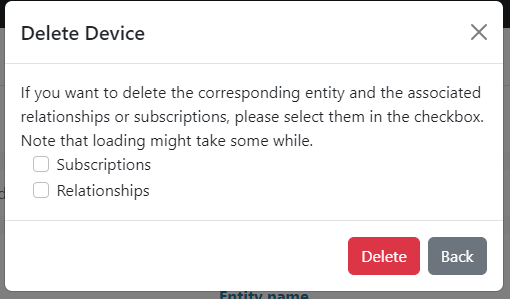 Delete Device
If you want to delete the corresponding entity and the associated
relationships or subscriptions, please select them in the checkbox.
Note that loading might take some while.
Subscriptions
Relationships
Delete Back
Entity name